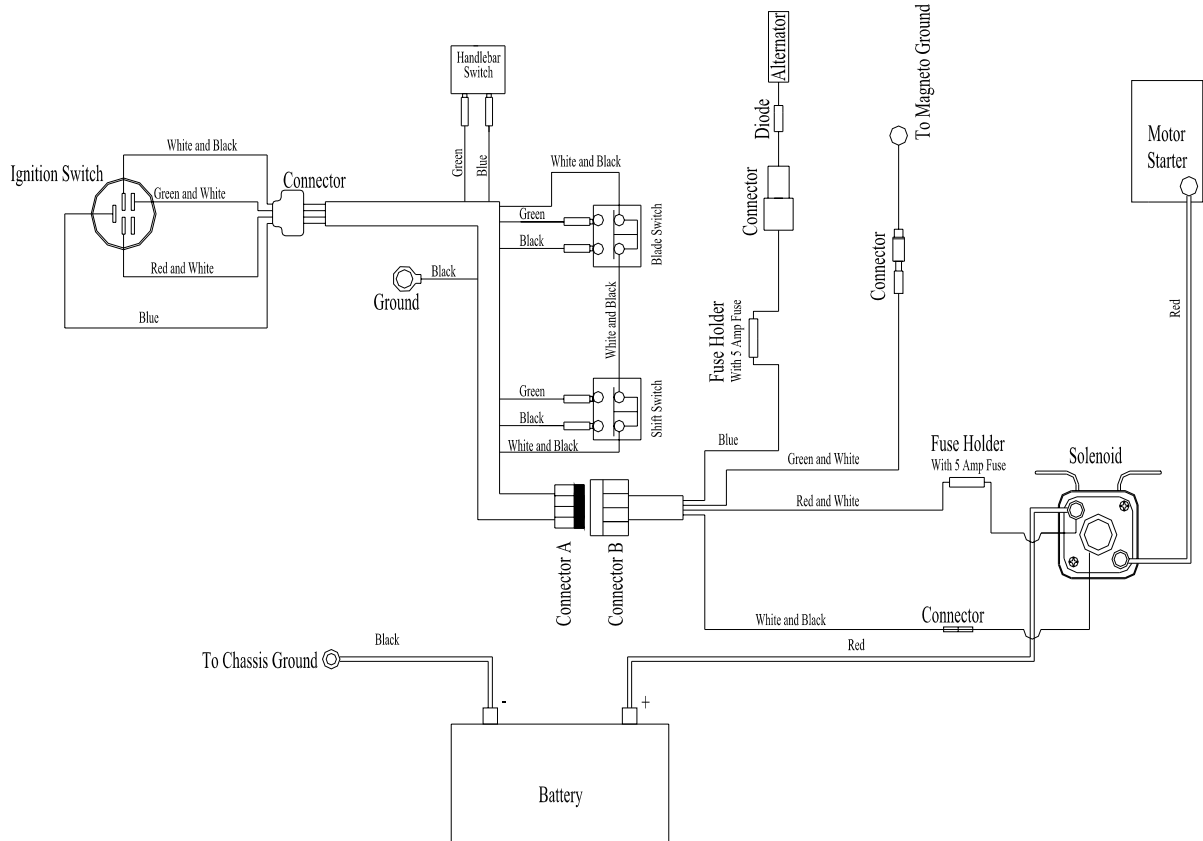 Handlebar
Switch
Alternator
To Magneto Ground
Diode
Motor
Starter
White and Black
Ignition Switch
Green and White
Connector
Green
Blue
White and Black
Green
Black
Blade Switch
Connector
Connector
Red and White
Black
Ground
Blue
White and Black
Fuse Holder
With 5 Amp Fuse
Red
Green
Black
Shift Switch
White and Black
Blue
Green and White
Fuse Holder
With 5 Amp Fuse
Solenoid
Red and White
Connector A
Connector B
White and Black
Connector
Black
Red
To Chassis Ground
-
+
Battery